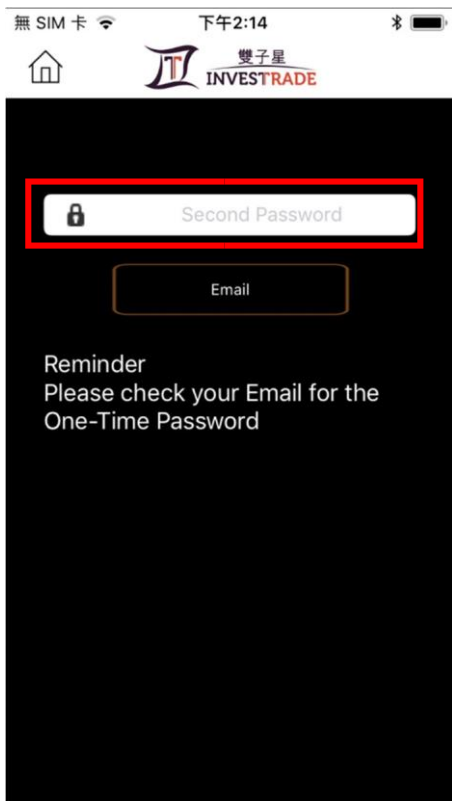 無 SIM 卡 下午2:14
雙子星
INVESTRADE
Second Password
Email
Reminder
Please check your Email for the
One-Time Password